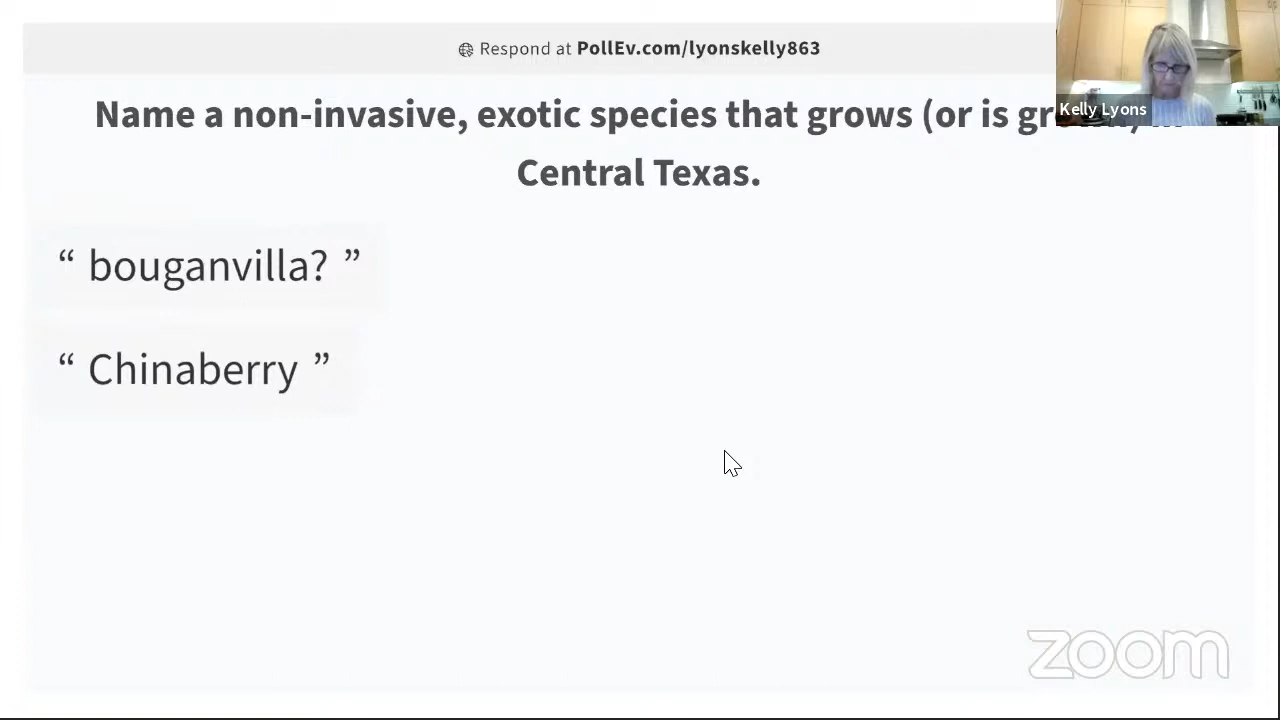 Respond at PollEv.com/lyonskelly863
Kelly Lyons
Name a non-invasive, exotic species that grows (or is
Central Texas.
“ bouganvilla? ”
“ Chinaberry ”
zoom